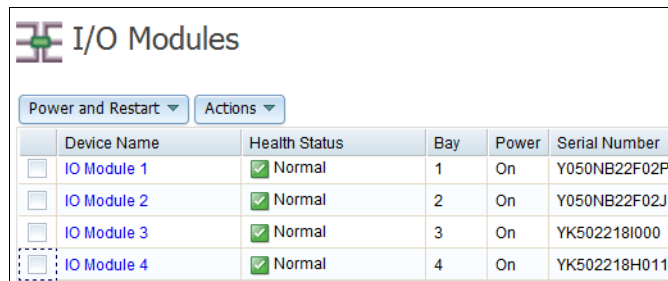 I/O Modules
Power and Restart Actions
Device Name Health Status Bay Power Serial Number
IO Module 1 Normal 1 On Y050NB22F02P
IO Module 2 Normal 2 On Y050NB22F02J
IO Module 3 Normal 3 On YK502218I000
IO Module 4 Normal 4 On YK502218H011